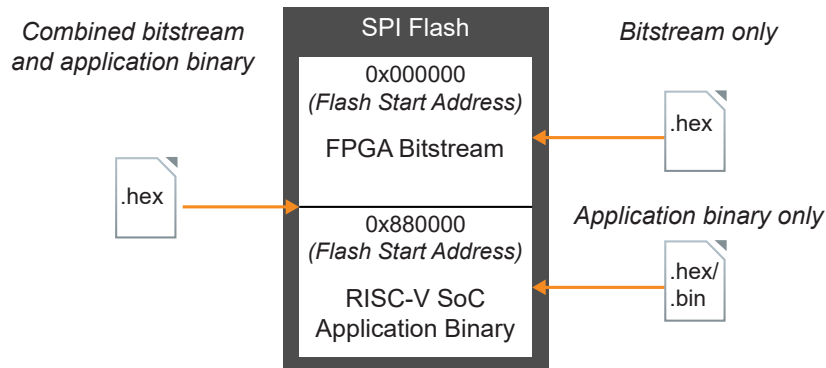 Combined bitstream
and application binary
.hex
SPI Flash
0x000000
(Flash Start Address)
FPGA Bitstream
0x880000
(Flash Start Address)
RISC-V SoC
Application Binary
Bitstream only
.hex
Application binary only
.hex/
.bin